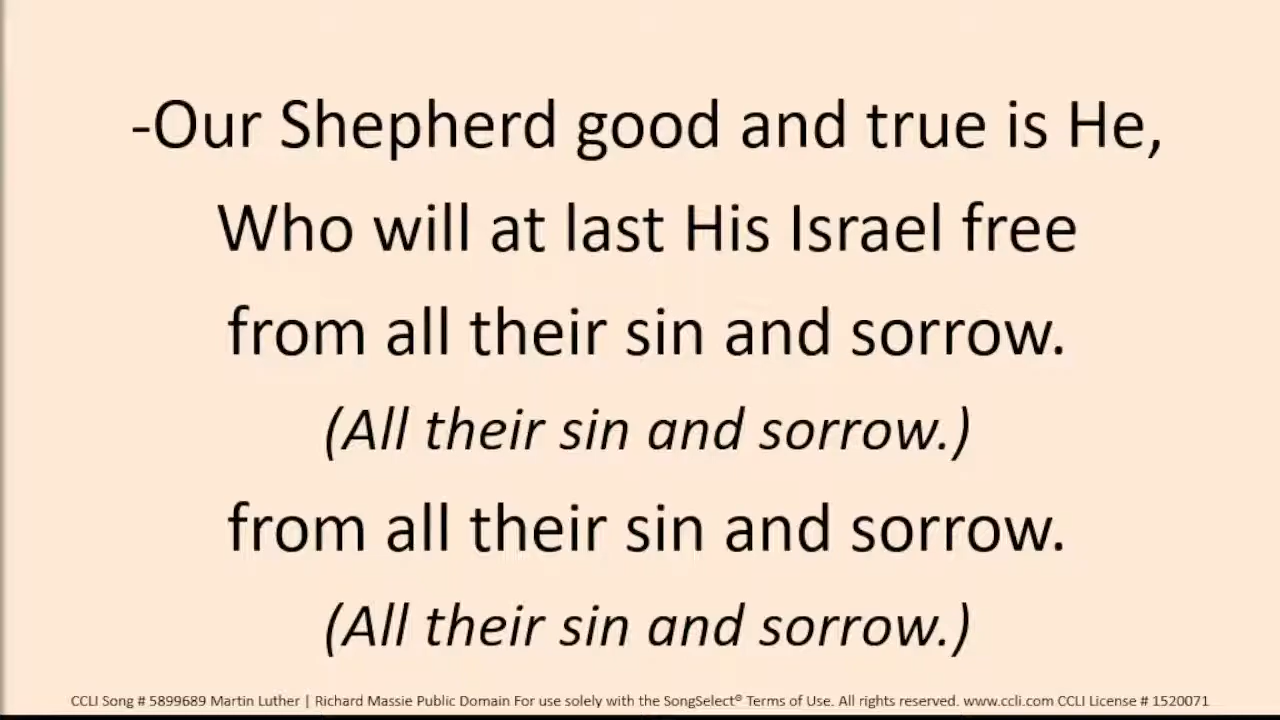 -Our Shepherd good and true is He,
Who will at last His Israel free
from all their sin and sorrow.
(All their sin and sorrow.)
from all their sin and sorrow.
(All their sin and sorrow.)
CCLI Song # 5899689 Martin Luther | Richard Massie Public Domain For use solely with the SongSelect® Terms of Use. All rights reserved. www.ccli.com CCLI License # 1520071